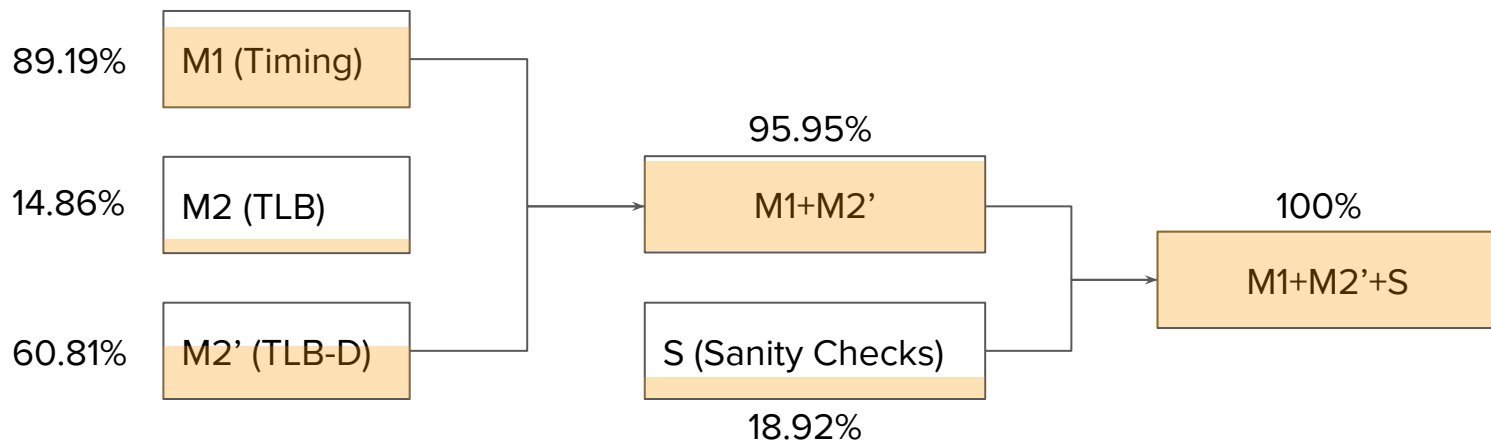 89.19%
M1 (Timing)
14.86%
M2 (TLB)
60.81%
M2’ (TLB-D)
95.95%
M1+M2’
S (Sanity Checks)
18.92%
100%
M1+M2’+S